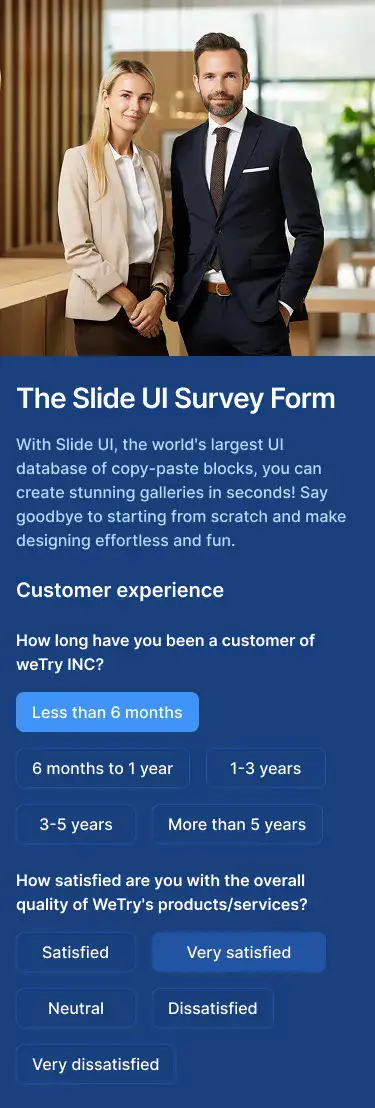 The Slide UI Survey Form
With Slide UI, the world's largest UI
database of copy-paste blocks, you can
create stunning galleries in seconds! Say
goodbye to starting from scratch and make
designing effortless and fun.
Customer experience
How long have you been a customer of
weTry INC?
Less than 6 months
6 months to 1 year 1-3 years
3-5 years More than 5 years
How satisfied are you with the overall
quality of WeTry's products/services?
Satisfied Very satisfied
Neutral Dissatisfied
Very dissatisfied